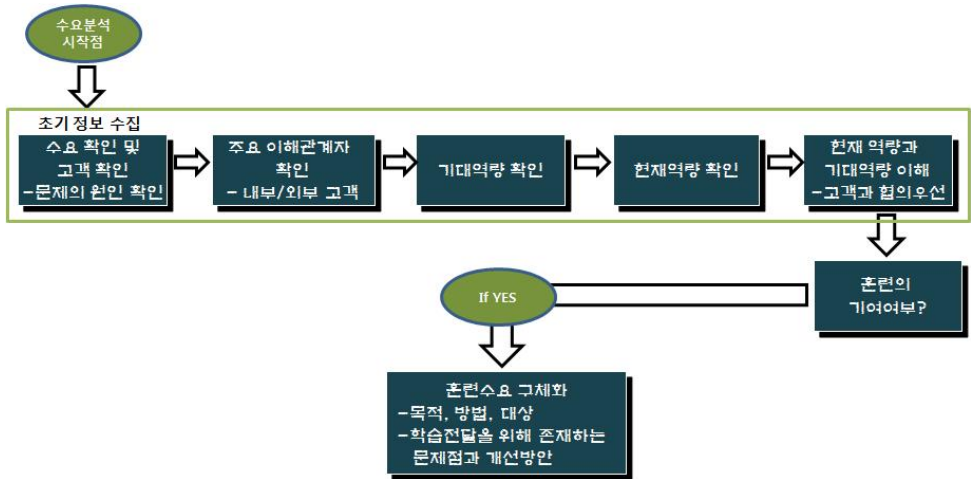 수요분석
시작점
초기 정보 수집
수요 확인 및
고객 확인
-문제의 원인 확인
주요 이해관계자
확인
- 내부/외부 고객
기대역량 확인
현재역량 확인
현재 역량과
기대역량 이해
-고객과 협의우선
훈련의
기여여부?
If YES
훈련수요 구체화
-목적, 방법, 대상
-학습전달을 위해 존재하는
문제점과 개선방안